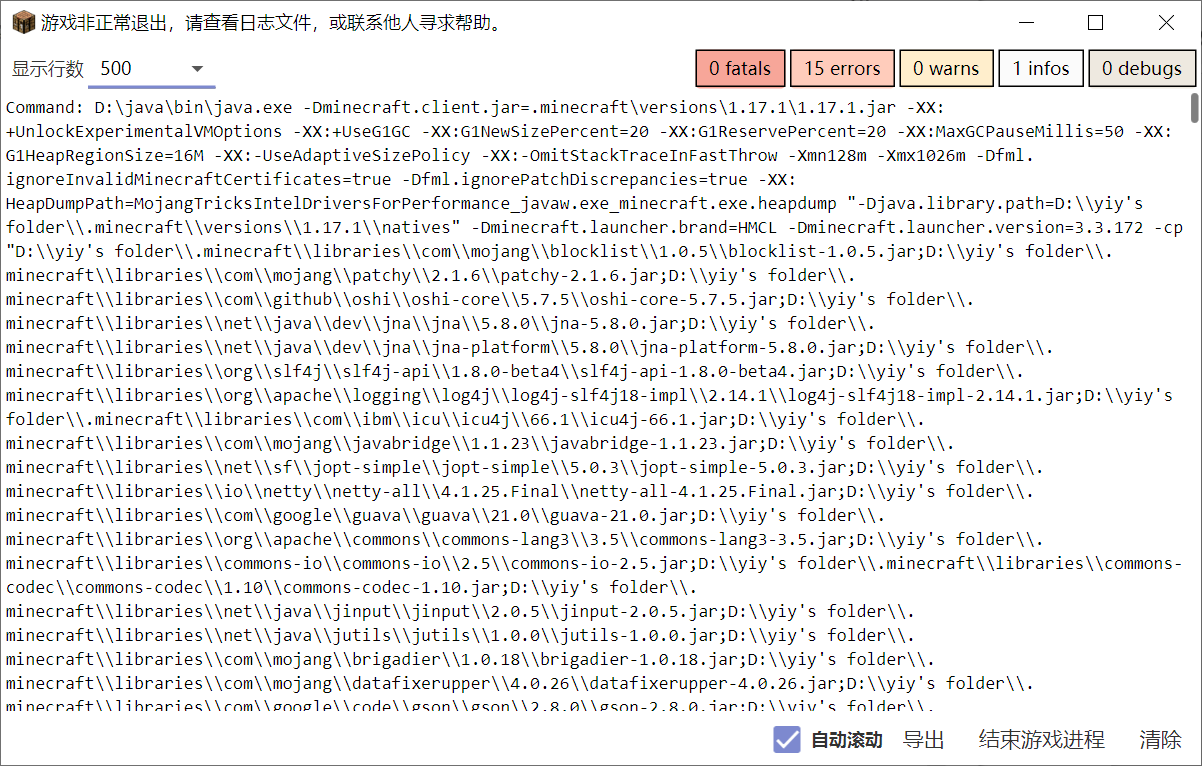 游戏非正常退出，请查看日志文件，或联系他人寻求帮助。
显示行数 500 0 fatals 15 errors 0 warns 1 infos 0 debugs
Command: D:\java\bin\java.exe -Dminecraft.client.jar=.minecraft\versions\1.17.1\1.17.1.jar -XX:
+UnlockExperimentalVMOptions -XX:+UseG1GC -XX:G1NewSizePercent=20 -XX:G1ReservePercent=20 -XX:MaxGCPauseMillis=50 -XX:
G1HeapRegionSize=16M -XX:-UseAdaptiveSizePolicy -XX:-OmitStackTraceInFastThrow -Xmn128m -Xmx1026m -Dfml.
ignoreInvalidMinecraftCertificates=true -Dfml.ignorePatchDiscrepancies=true -XX:
HeapDumpPath=MojangTricksIntelDriversForPerformance_javaw.exe_minecraft.exe.heapdump "-Djava.library.path=D:\\yiy's
folder\\.minecraft\\versions\\1.17.1\\natives" -Dminecraft.launcher.brand=HMCL -Dminecraft.launcher.version=3.3.172 -cp
"D:\\yiy's folder\\.minecraft\\libraries\\com\\mojang\\blocklist\\1.0.5\\blocklist-1.0.5.jar;D:\\yiy's folder\\.
minecraft\\libraries\\com\\mojang\\patchy\\2.1.6\\patchy-2.1.6.jar;D:\\yiy's folder\\.
minecraft\\libraries\\com\\github\\oshi\\oshi-core\\5.7.5\\oshi-core-5.7.5.jar;D:\\yiy's folder\\.
minecraft\\libraries\\net\\java\\dev\\jna\\jna\\5.8.0\\jna-5.8.0.jar;D:\\yiy's folder\\.
minecraft\\libraries\\net\\java\\dev\\jna\\jna-platform\\5.8.0\\jna-platform-5.8.0.jar;D:\\yiy's folder\\.
minecraft\\libraries\\org\\slf4j\\slf4j-api\\1.8.0-beta4\\slf4j-api-1.8.0-beta4.jar;D:\\yiy's folder\\.
minecraft\\libraries\\org\\apache\\logging\\log4j\\log4j-slf4j18-impl\\2.14.1\\log4j-slf4j18-impl-2.14.1.jar;D:\\yiy's
folder\\.minecraft\\libraries\\com\\ibm\\icu\\icu4j\\66.1\\icu4j-66.1.jar;D:\\yiy's folder\\.
minecraft\\libraries\\com\\mojang\\javabridge\\1.1.23\\javabridge-1.1.23.jar;D:\\yiy's folder\\.
minecraft\\libraries\\net\\sf\\jopt-simple\\jopt-simple\\5.0.3\\jopt-simple-5.0.3.jar;D:\\yiy's folder\\.
minecraft\\libraries\\io\\netty\\netty-all\\4.1.25.Final\\netty-all-4.1.25.Final.jar;D:\\yiy's folder\\.
minecraft\\libraries\\com\\google\\guava\\guava\\21.0\\guava-21.0.jar;D:\\yiy's folder\\.
minecraft\\libraries\\org\\apache\\commons\\commons-lang3\\3.5\\commons-lang3-3.5.jar;D:\\yiy's folder\\.
minecraft\\libraries\\commons-io\\commons-io\\2.5\\commons-io-2.5.jar;D:\\yiy's folder\\.minecraft\\libraries\\commons-
codec\\commons-codec\\1.10\\commons-codec-1.10.jar;D:\\yiy's folder\\.
minecraft\\libraries\\net\\java\\jinput\\jinput\\2.0.5\\jinput-2.0.5.jar;D:\\yiy's folder\\.
minecraft\\libraries\\net\\java\\jutils\\jutils\\1.0.0\\jutils-1.0.0.jar;D:\\yiy's folder\\.
minecraft\\libraries\\com\\mojang\\brigadier\\1.0.18\\brigadier-1.0.18.jar;D:\\yiy's folder\\.
minecraft\\libraries\\com\\mojang\\datafixerupper\\4.0.26\\datafixerupper-4.0.26.jar;D:\\yiy's folder\\.
minecraft\\libraries\\com\\google\\code\\gson\\gson\\2.8.0\\gson-2.8.0.jar;D:\\yiy's folder\\.
自动滚动 导出 结束游戏进程 清除